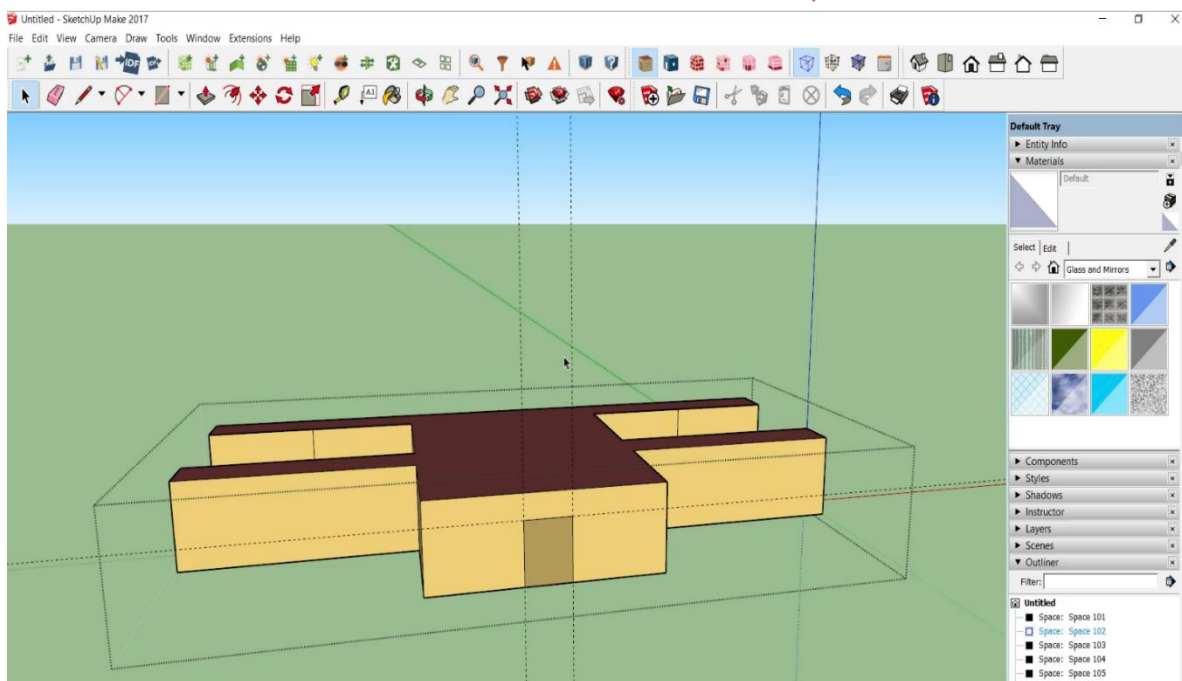 Untitled - SketchUp Make 2017
File Edit View Camera Draw Tools Window Extensions Help
IDF
A1
Default Tray
Entity Info
Materials
Default
Select Edit
Glass and Mirrors
Components
Styles
Shadows
Instructor
Layers
Scenes
Outliner
Filter:
Untitled
Space: Space 101
Space: Space 102
Space: Space 103
Space: Space 104
Space: Space 105